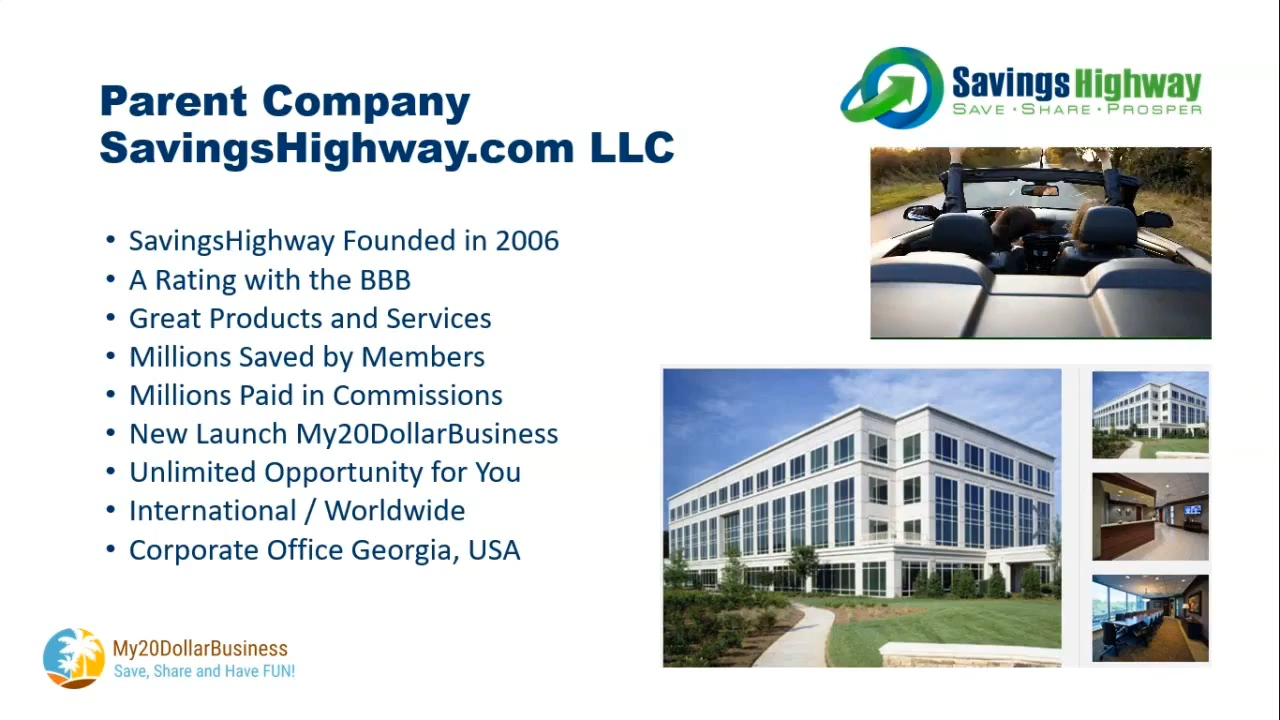 Parent Company
SavingsHighway.com LLC
Savings Highway
SAVE · SHARE · PROSPER
• SavingsHighway Founded in 2006
• A Rating with the BBB
• Great Products and Services
• Millions Saved by Members
• Millions Paid in Commissions
• New Launch My20DollarBusiness
• Unlimited Opportunity for You
• International / Worldwide
• Corporate Office Georgia, USA
My20DollarBusiness
Save, Share and Have FUN!